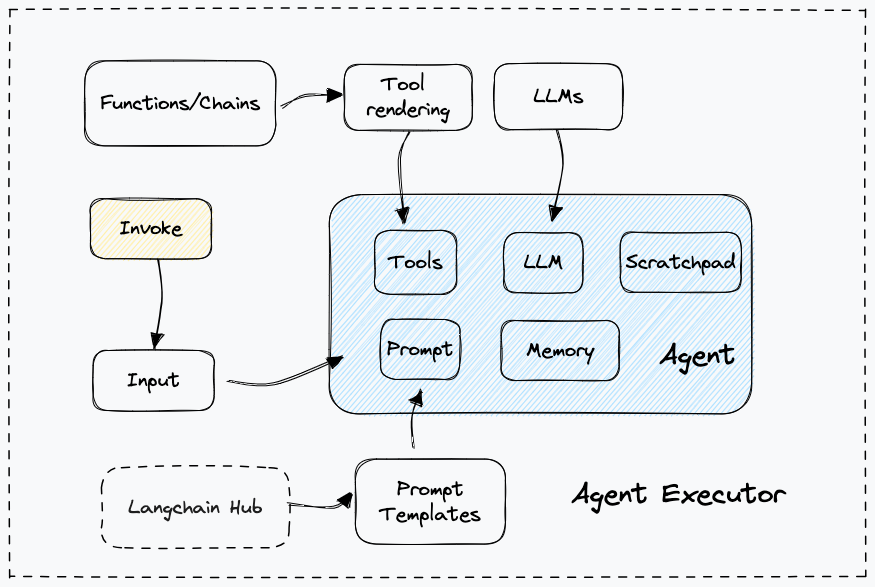 Functions/Chains
Tool
rendering
LLMs
Invoke
Tools
LLM
Scratchpad
Prompt
Memory
Agent
Input
Langchain Hub
Prompt
Templates
Agent Executor